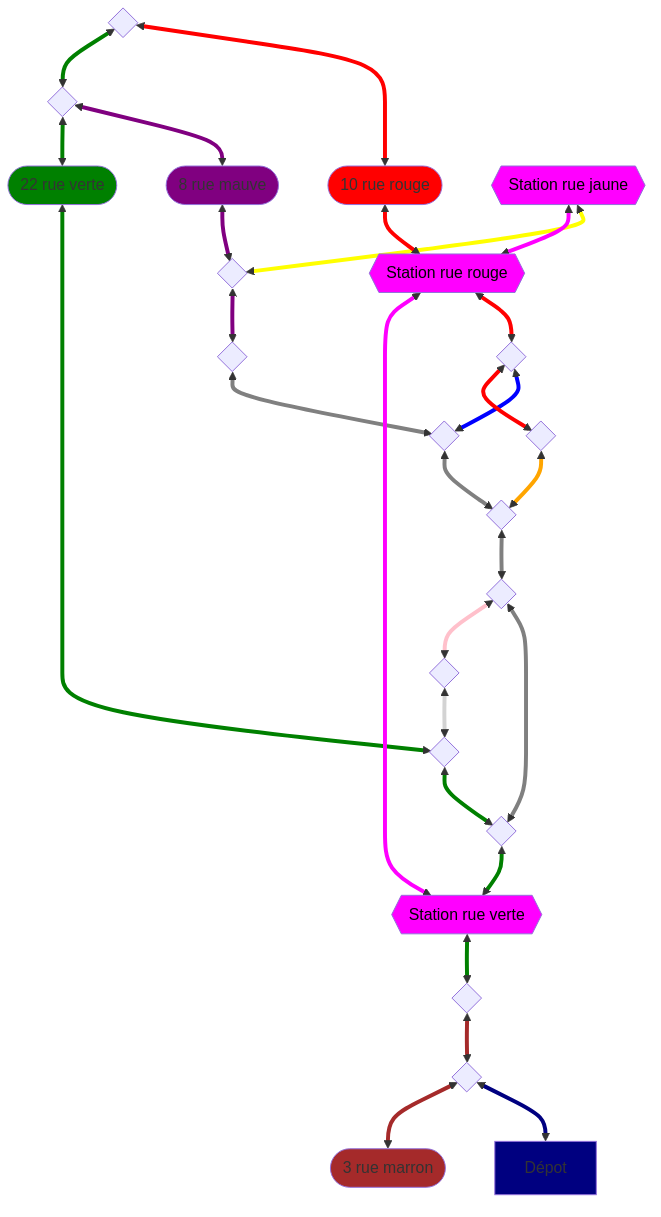 22 rue verte
8 rue mauve
10 rue rouge
Station rue jaune
Station rue rouge
Station rue verte
3 rue marron
Dépot